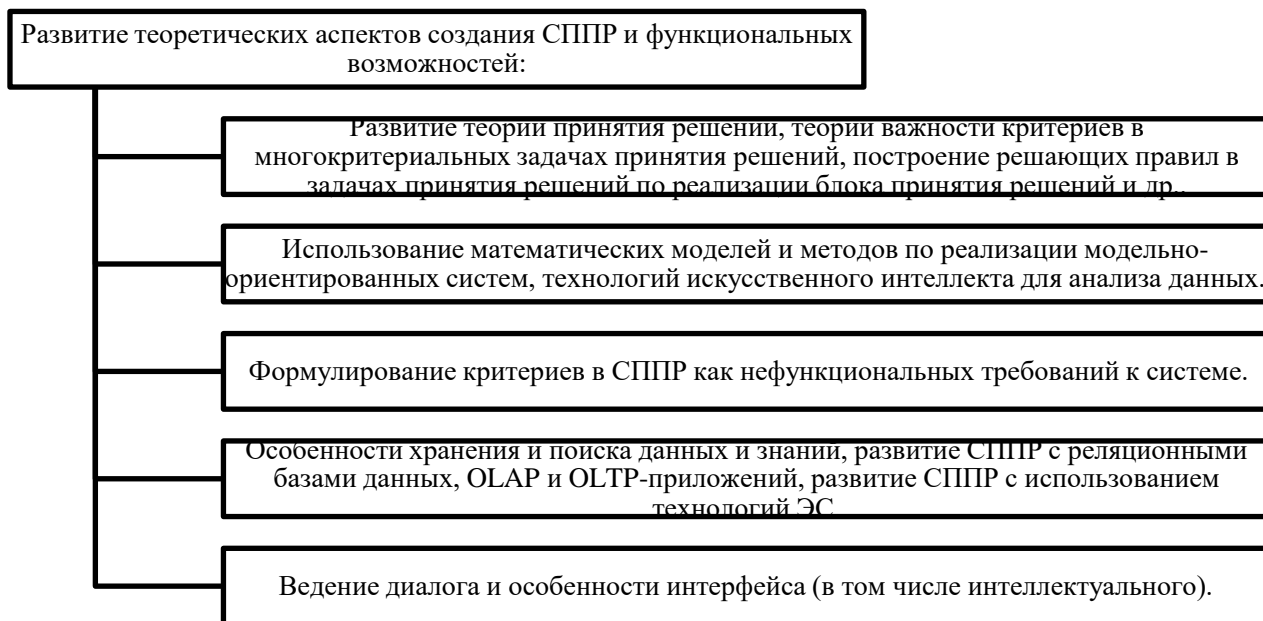 Развитие теоретических аспектов создания СППР и функциональных
возможностей:
Развитие теории принятия решений, теории важности критериев в
многокритериальных задачах принятия решений, построение решающих правил в
задачах принятия решений по реализации блока принятия решений и др..
Использование математических моделей и методов по реализации модельно-
ориентированных систем, технологий искусственного интеллекта для анализа данных.
Формулирование критериев в СППР как нефункциональных требований к системе.
Особенности хранения и поиска данных и знаний, развитие СППР с реляционными
базами данных, OLAP и OLTP-приложений, развитие СППР с использованием
технологий ЭС
Ведение диалога и особенности интерфейса (в том числе интеллектуального).